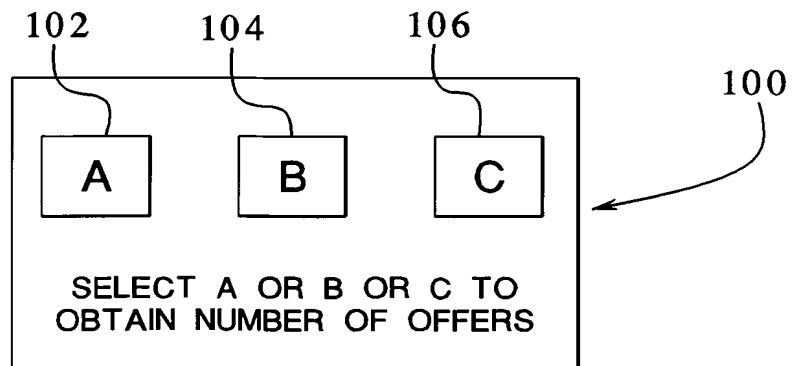 102 104 106
100
A B C
SELECT A OR B OR C TO
OBTAIN NUMBER OF OFFERS